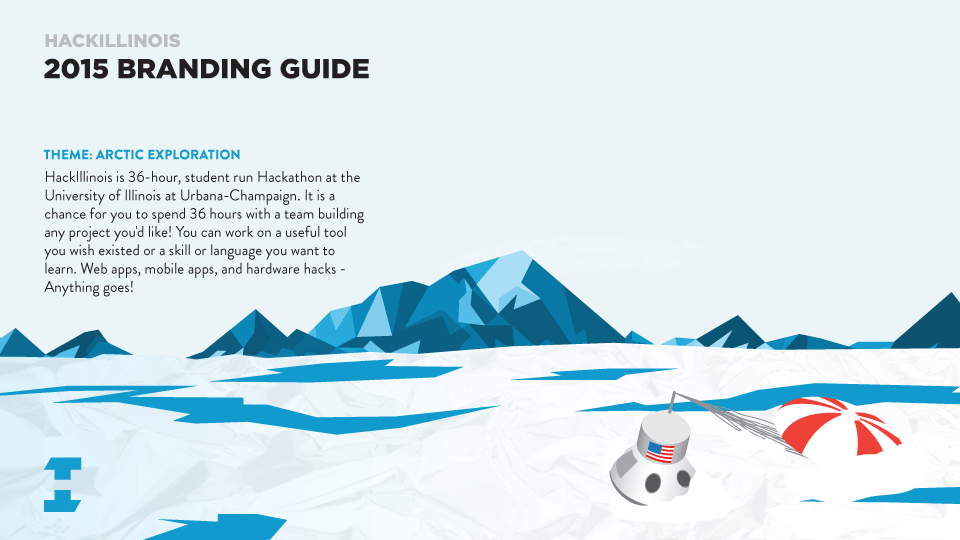 HACKILLINOIS
2015 BRANDING GUIDE
THEME: ARCTIC EXPLORATION
HackIllinois is 36-hour, student run Hackathon at the
University of Illinois at Urbana-Champaign. It is a
chance for you to spend 36 hours with a team building
any project you'd like! You can work on a useful tool
you wish existed or a skill or language you want to
learn. Web apps, mobile apps, and hardware hacks -
Anything goes!
I